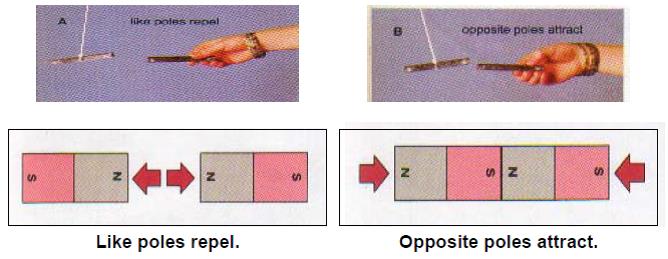 A like poles repel
B opposite poles attract
S N N S
N S N S
Like poles repel.
Opposite poles attract.